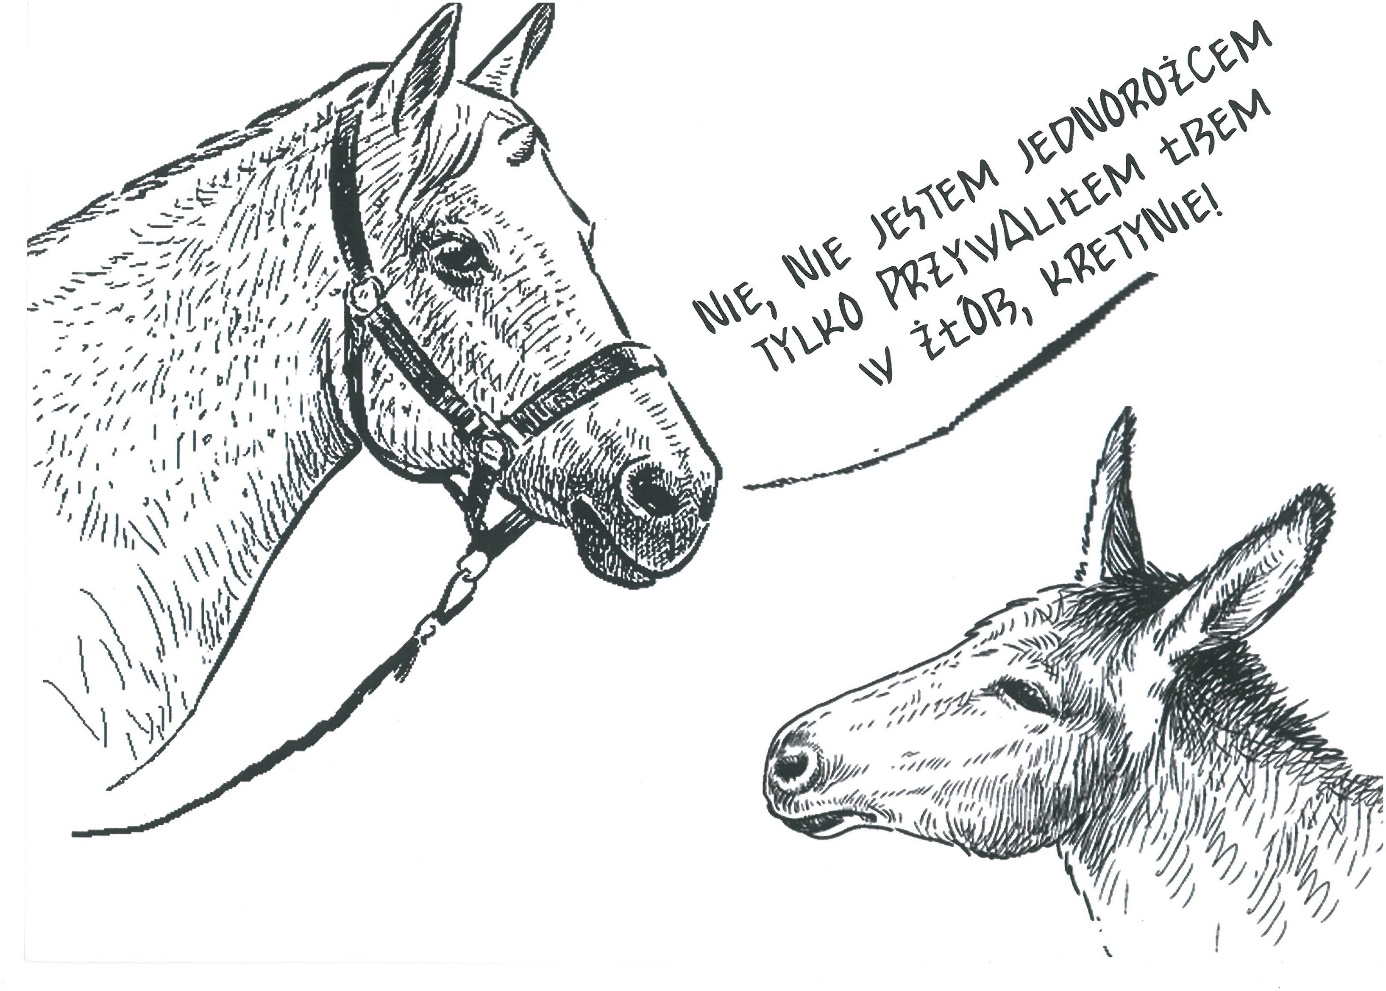 NIE, NIE JESTEM JEDNOROŻCEM
TYLKO PRZYWALIŁEM ŁBEM
W ŻŁÓB, KRETYNIE!